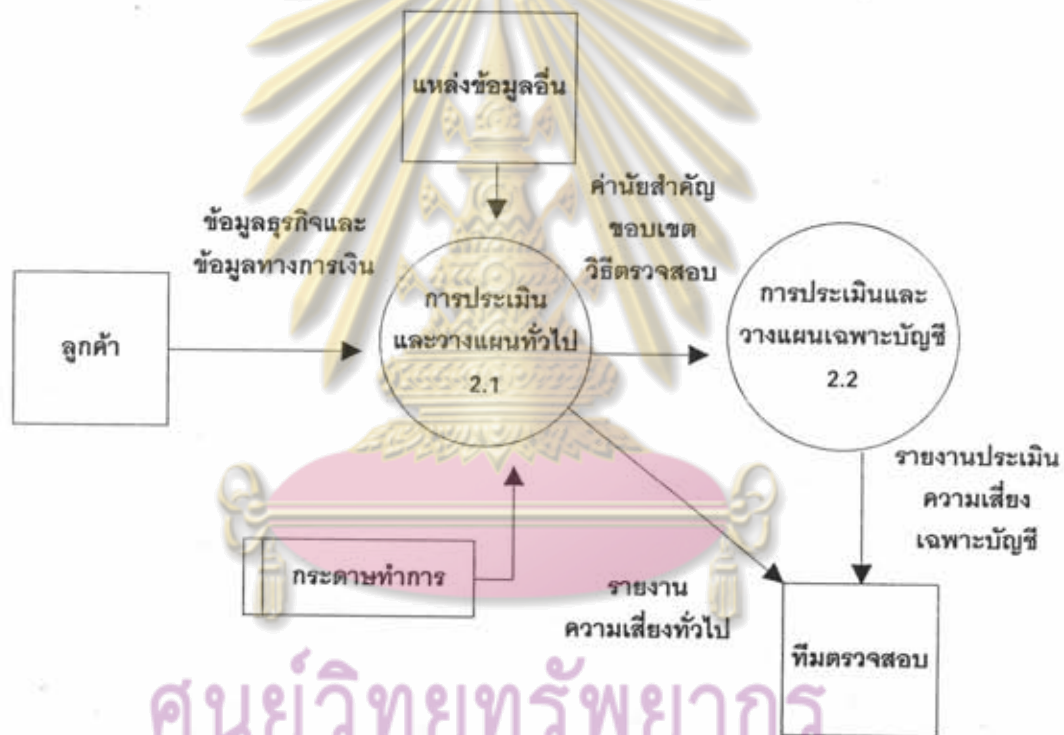 แหล่งข้อมูลอื่น
ข้อมูลธุรกิจและ
ข้อมูลทางการเงิน
ค่านัยสำคัญ
ขอบเขต
วิธีตรวจสอบ
ลูกค้า
การประเมิน
และวางแผนทั่วไป
2.1
การประเมินและ
วางแผนเฉพาะบัญชี
2.2
รายงานประเมิน
ความเสี่ยง
เฉพาะบัญชี
กระดาษทำการ
รายงาน
ความเสี่ยงทั่วไป
ทีมตรวจสอบ
ศูนย์วิทยทรัพยากร